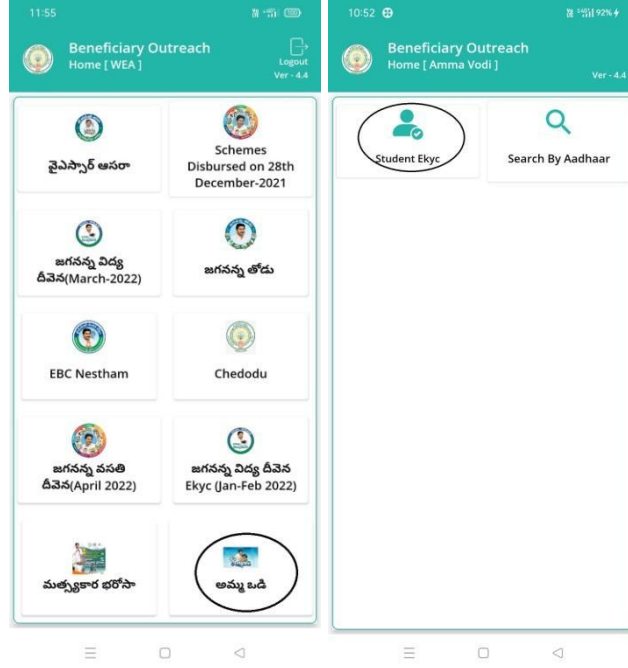 11:55
100
Beneficiary Outreach
Home [ WEA ]
Logout
Ver - 4.4
వైఎస్సార్ ఆసరా
Schemes
Disbursed on 28th
December-2021
జగనన్న విద్య
దీవెన(March-2022)
జగనన్న తోడు
EBC Nestham
Chedodu
జగనన్న వసతి
దీవెన(April 2022)
జగనన్న విద్య దీవెన
Ekyc (Jan-Feb 2022)
మత్స్యకార భరోసా
అమ్మ ఒడి
10:52
92%
Beneficiary Outreach
Home [ Amma Vodi ]
Ver - 4.4
Student Ekyc
Search By Aadhaar